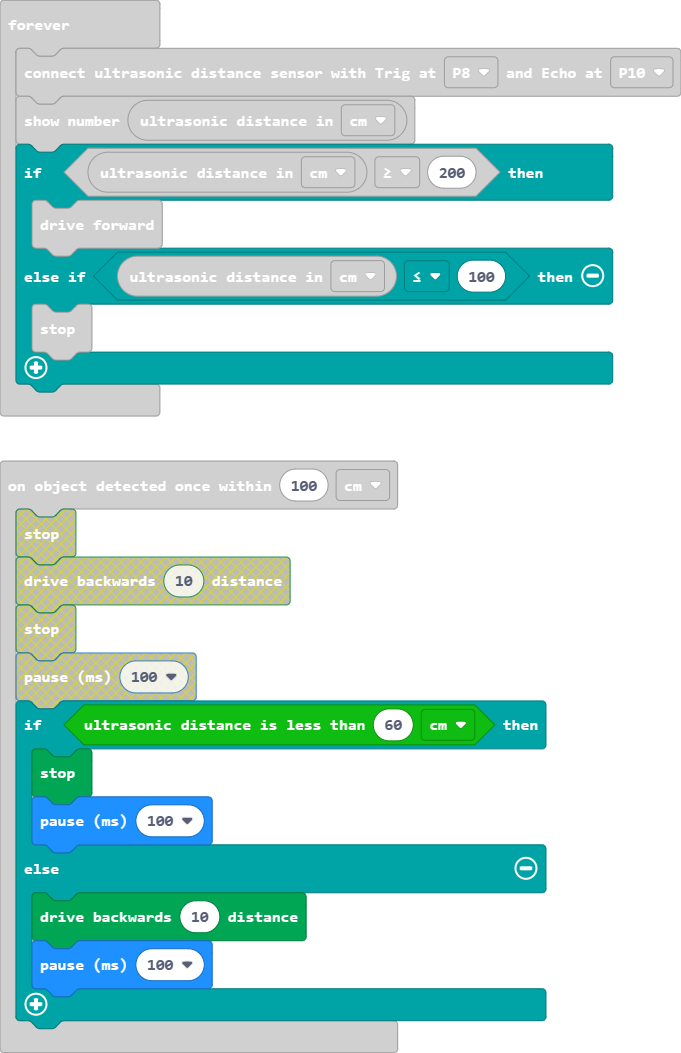 forever
connect ultrasonic distance sensor with Trig at P8 and Echo at P10
show number ultrasonic distance in cm
if ultrasonic distance in cm ≥ 200 then
drive forward
else if ultrasonic distance in cm ≤ 100 then
stop
on object detected once within 100 cm
stop
drive backwards 10 distance
stop
pause (ms) 100
if ultrasonic distance is less than 60 cm then
stop
pause (ms) 100
else
drive backwards 10 distance
pause (ms) 100